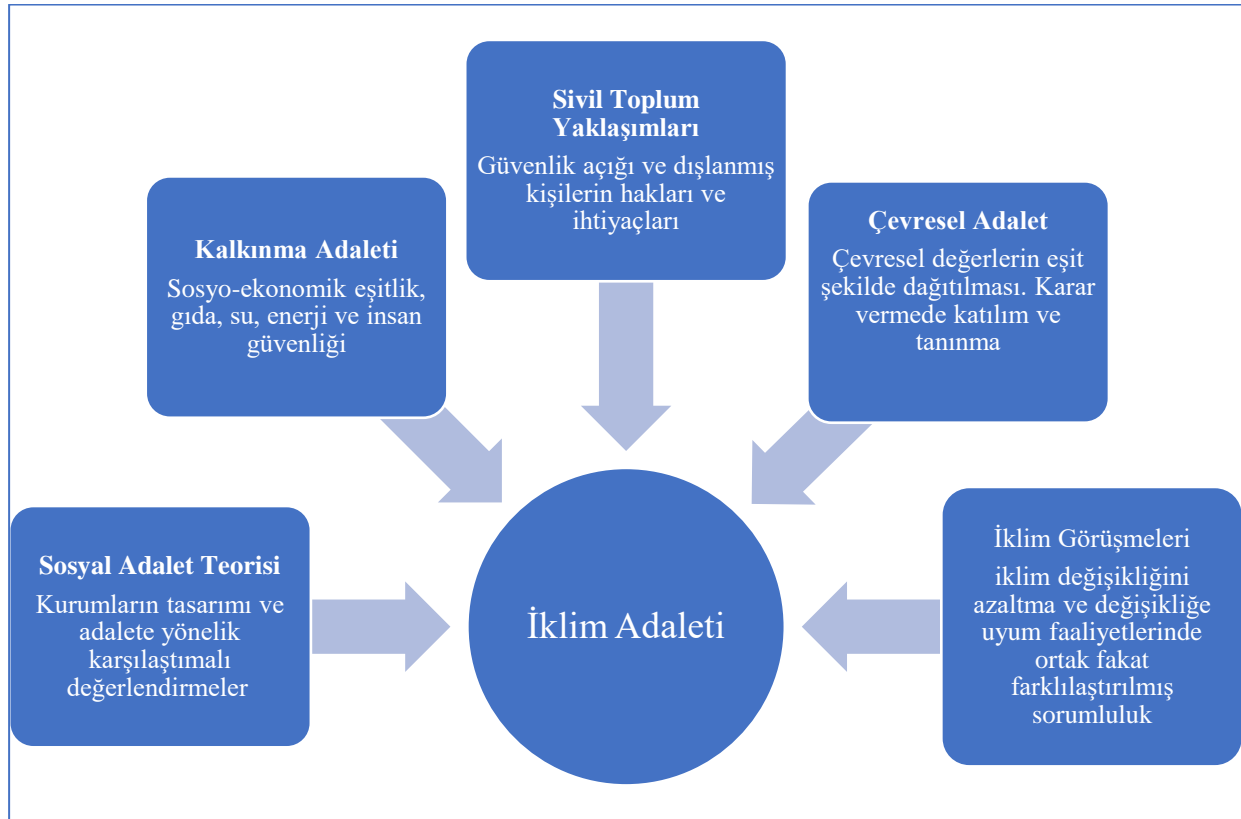 Sivil Toplum
Yaklaşımları
Güvenlik açığı ve dışlanmış
kişilerin hakları ve
ihtiyaçları
Kalkınma Adaleti
Sosyo-ekonomik eşitlik,
gıda, su, enerji ve insan
güvenliği
Çevresel Adalet
Çevresel değerlerin eşit
şekilde dağıtılması. Karar
vermede katılım ve
tanınma
Sosyal Adalet Teorisi
Kurumların tasarımı ve
adalete yönelik
karşılaştımalı
değerlendirmeler
İklim Adaleti
İklim Görüşmeleri
iklim değişikliğini
azaltma ve değişikliğe
uyum faaliyetlerinde
ortak fakat
farklılaştırılmış
sorumluluk